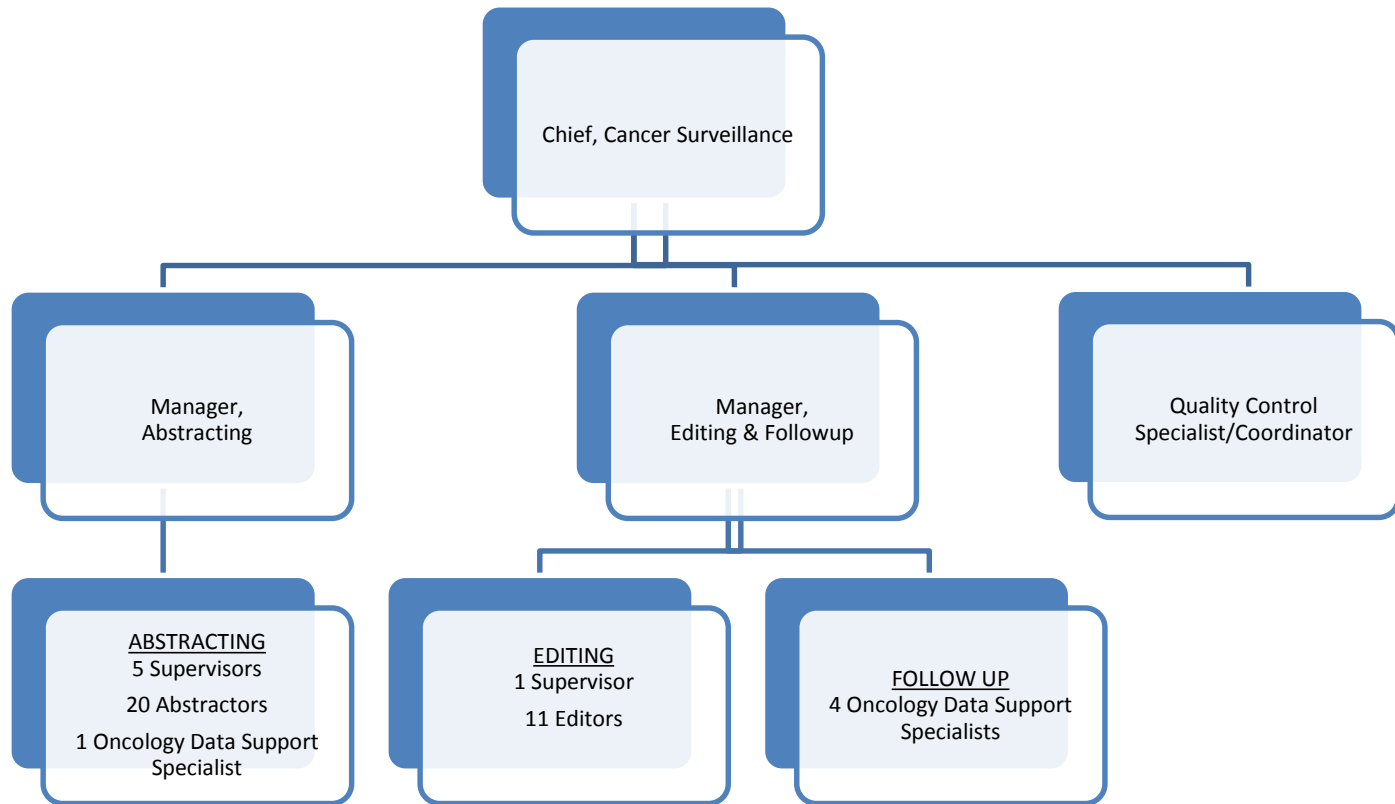 Chief, Cancer Surveillance
Manager,
Abstracting
Manager,
Editing & Followup
Quality Control
Specialist/Coordinator
ABSTRACTING
5 Supervisors
20 Abstractors
1 Oncology Data Support
Specialist
EDITING
1 Supervisor
11 Editors
FOLLOW UP
4 Oncology Data Support
Specialists